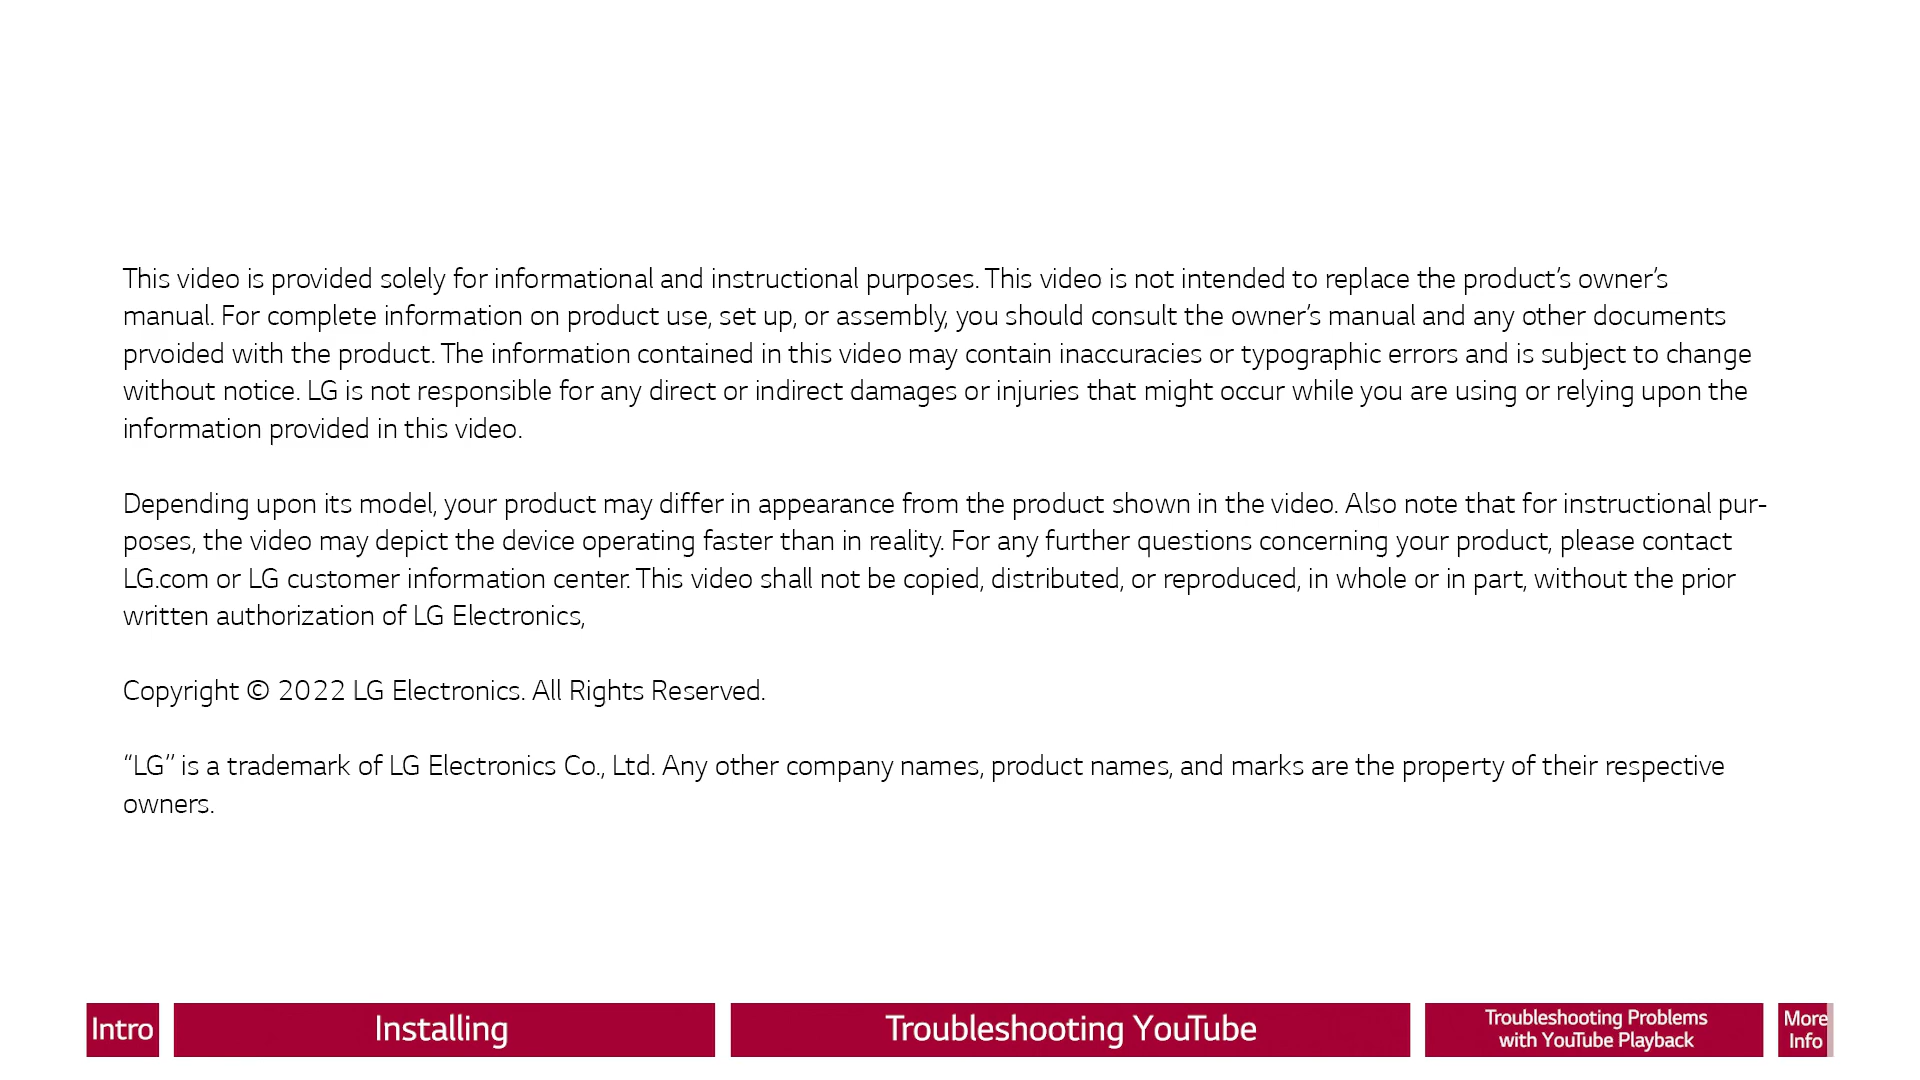 This video is provided solely for informational and instructional purposes. This video is not intended to replace the product’s owner’s
manual. For complete information on product use, set up, or assembly, you should consult the owner’s manual and any other documents
prvoided with the product. The information contained in this video may contain inaccuracies or typographic errors and is subject to change
without notice. LG is not responsible for any direct or indirect damages or injuries that might occur while you are using or relying upon the
information provided in this video.
Depending upon its model, your product may differ in appearance from the product shown in the video. Also note that for instructional pur-
poses, the video may depict the device operating faster than in reality. For any further questions concerning your product, please contact
LG.com or LG customer information center. This video shall not be copied, distributed, or reproduced, in whole or in part, without the prior
written authorization of LG Electronics,
Copyright © 2022 LG Electronics. All Rights Reserved.
“LG” is a trademark of LG Electronics Co., Ltd. Any other company names, product names, and marks are the property of their respective
owners.
Intro
Installing
Troubleshooting YouTube
Troubleshooting Problems
with YouTube Playback
More
Info